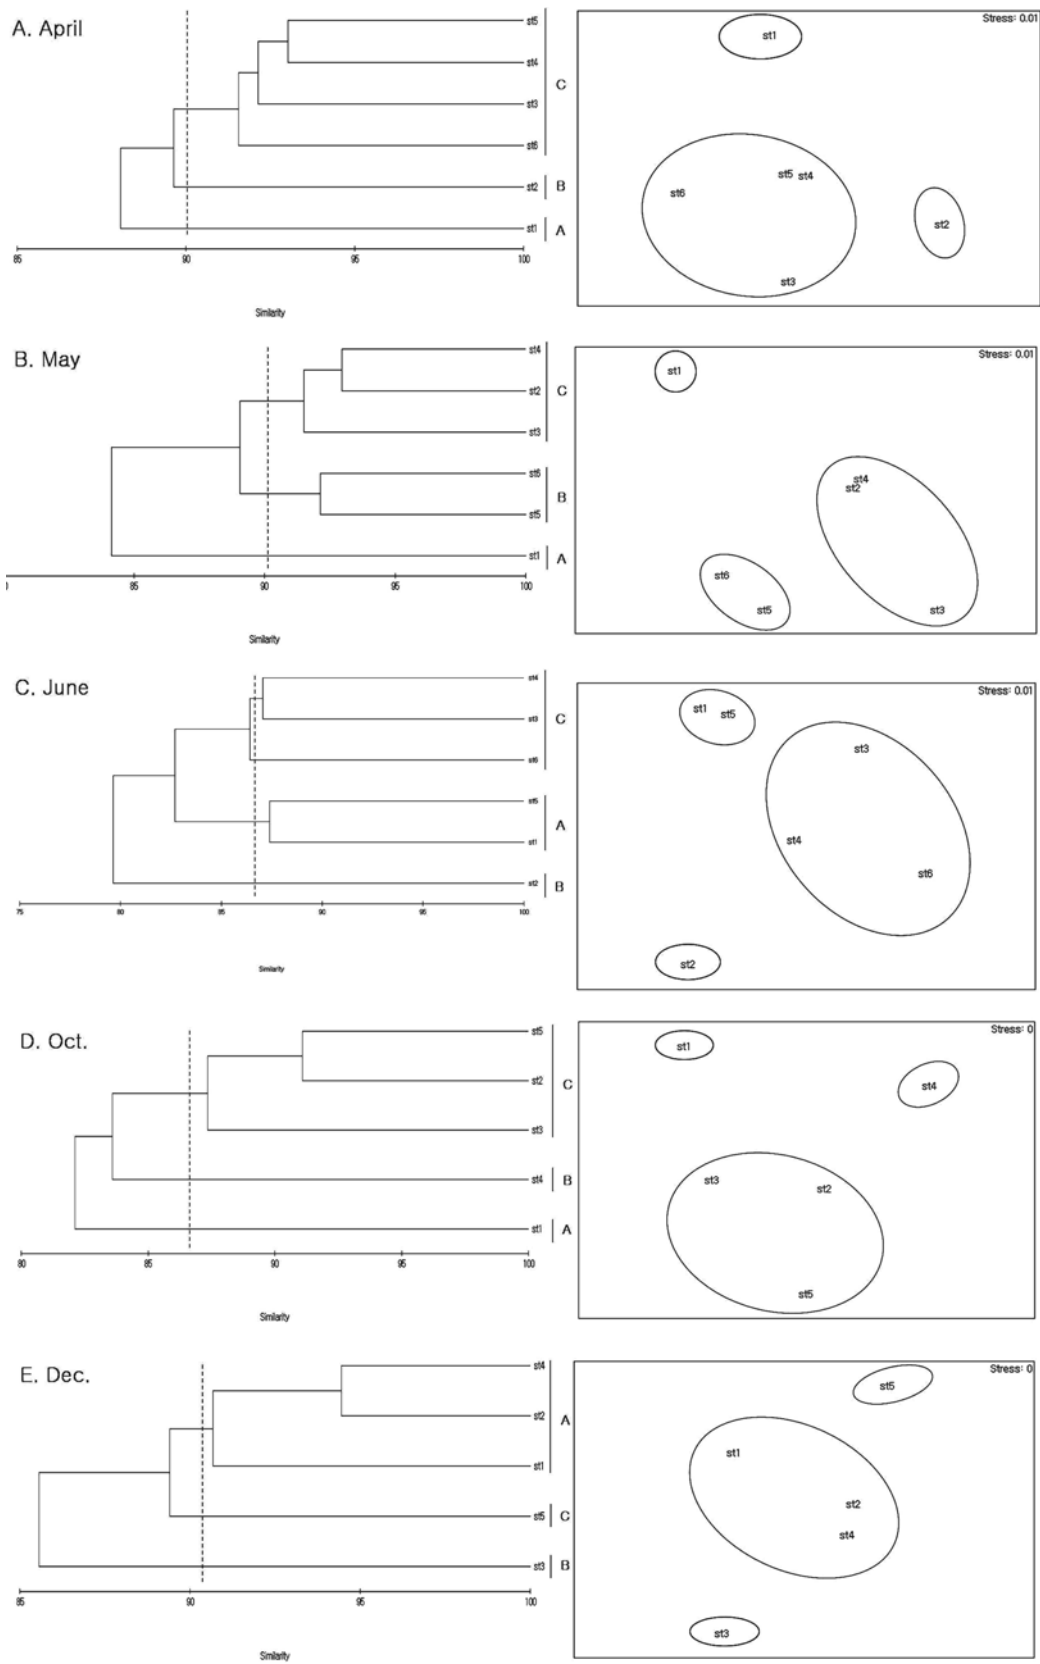 A. April
st5
st4
st3
st6
st2
st1
C
B
A
85 90 95 100
Similarity
Stress: 0.01
st1
st5 st4
st6
st2
st3
B. May
st4
st2
st3
st6
st5
st1
C
B
A
85 90 95 100
Similarity
Stress: 0.01
st1
st4
st2
st6
st5
st3
C. June
st4
st3
st6
st5
st1
st2
C
A
B
75 80 85 90 95 100
Similarity
Stress: 0.01
st1 st5
st3
st4
st6
st2
D. Oct.
st5
st2
st3
st4
st1
C
B
A
80 85 90 95 100
Similarity
Stress: 0
st1
st4
st3
st2
st5
E. Dec.
st4
st2
st1
st5
st3
A
C
B
85 90 95 100
Similarity
Stress: 0
st5
st1
st2
st4
st3